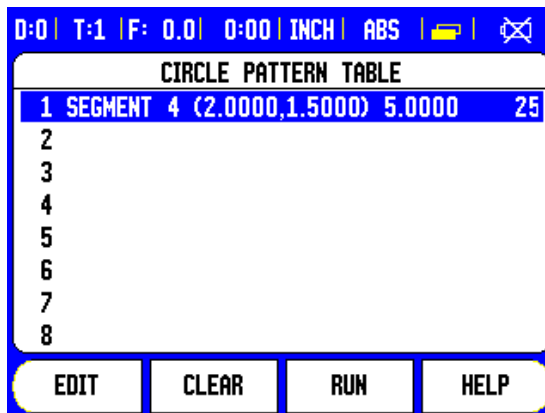 D:0 | T:1 | F: 0.0 | 0:00 | INCH | ABS
CIRCLE PATTERN TABLE
1 SEGMENT 4 (2.0000,1.5000) 5.0000 25
2
3
4
5
6
7
8
EDIT CLEAR RUN HELP